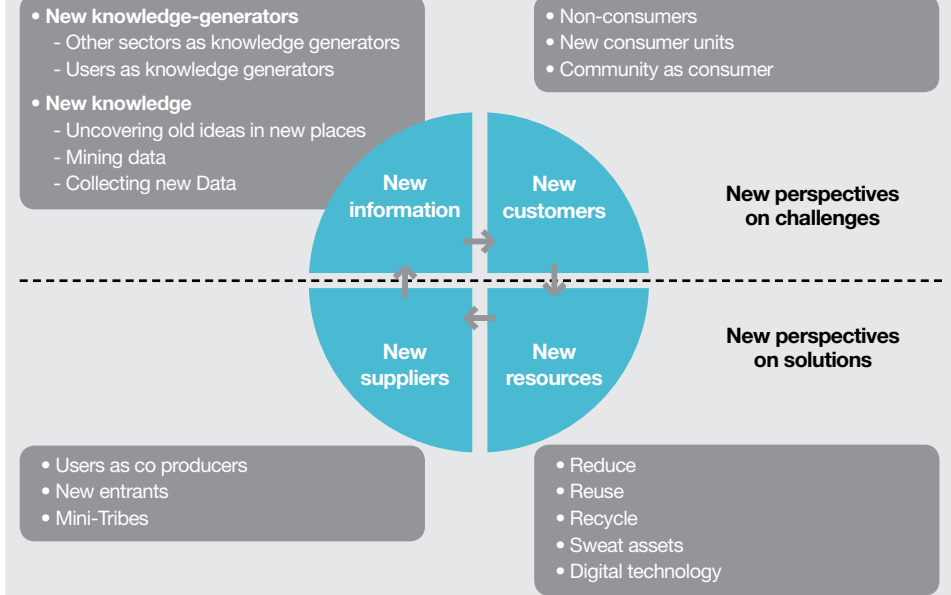 • New knowledge-generators
- Other sectors as knowledge generators
- Users as knowledge generators
• New knowledge
- Uncovering old ideas in new places
- Mining data
- Collecting new Data
• Non-consumers
• New consumer units
• Community as consumer
New
information
New
customers
New perspectives
on challenges
New
suppliers
New
resources
New perspectives
on solutions
• Users as co producers
• New entrants
• Mini-Tribes
• Reduce
• Reuse
• Recycle
• Sweat assets
• Digital technology